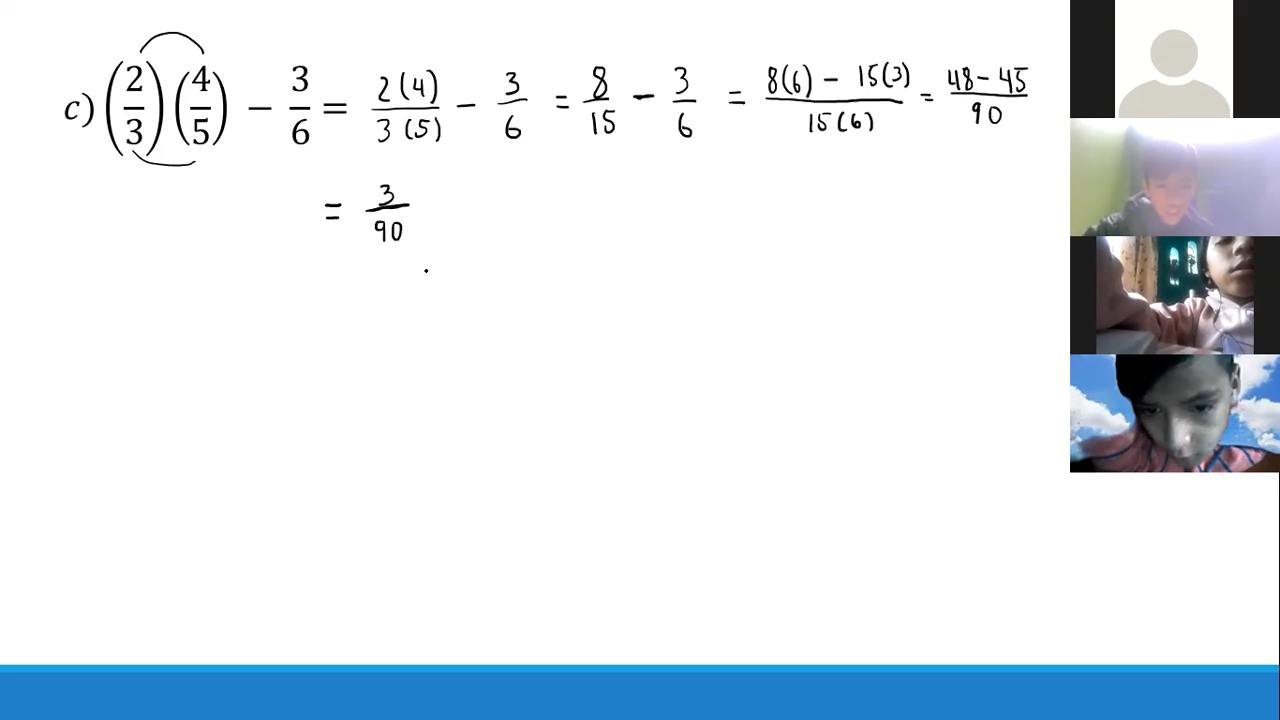 c) (2/3)(4/5) − 3/6 = 2(4)/3(5) − 3/6 = 8/15 − 3/6 = 8(6) − 15(3)/15(6) = 48−45/90
= 3/90